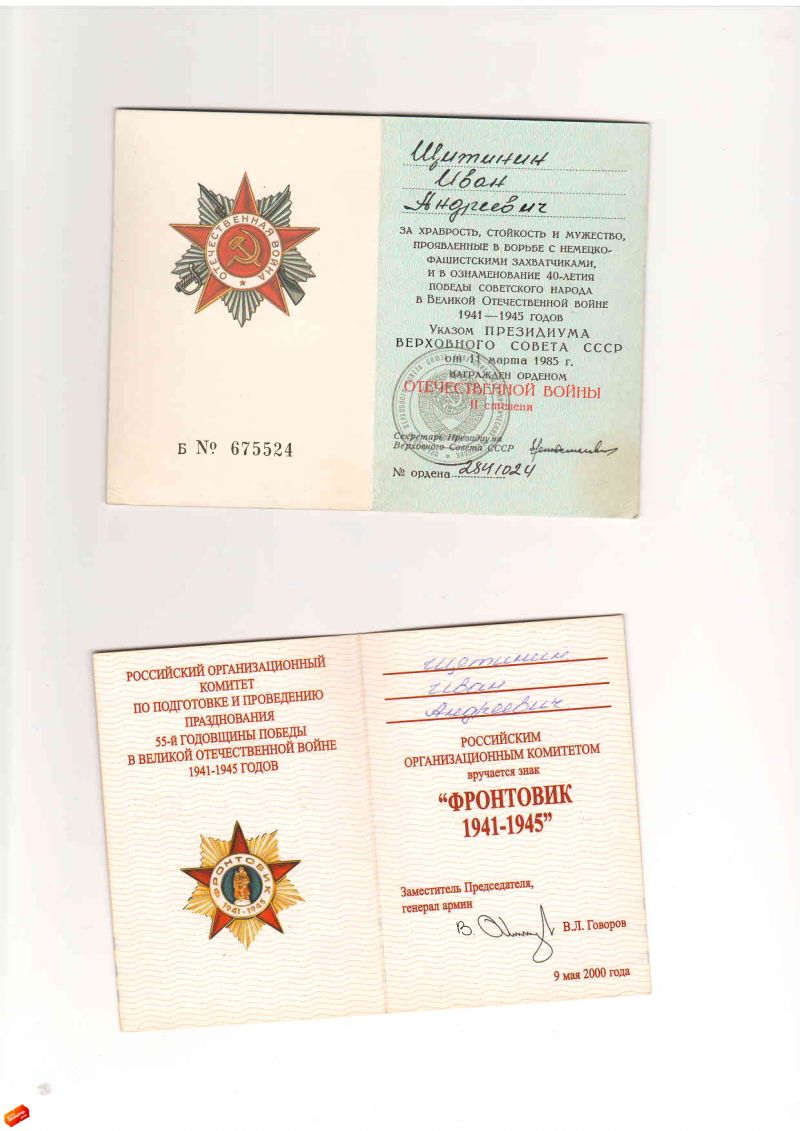 ОТЕЧЕСТВЕННАЯ ВОЙНА
Б № 675524
Щитинин
Иван
Андреевич
ЗА ХРАБРОСТЬ, СТОЙКОСТЬ И МУЖЕСТВО,
ПРОЯВЛЕННЫЕ В БОРЬБЕ С НЕМЕЦКО-
ФАШИСТСКИМИ ЗАХВАТЧИКАМИ,
И В ОЗНАМЕНОВАНИЕ 40-ЛЕТИЯ
ПОБЕДЫ СОВЕТСКОГО НАРОДА
В ВЕЛИКОЙ ОТЕЧЕСТВЕННОЙ ВОЙНЕ
1941—1945 ГОДОВ
УКАЗОМ ПРЕЗИДИУМА
ВЕРХОВНОГО СОВЕТА СССР
от 11 марта 1985 г.
НАГРАЖДЕН ОРДЕНОМ
ОТЕЧЕСТВЕННОЙ ВОЙНЫ
II степени
Секретарь Президиума
Верховного Совета СССР
№ ордена 2841024
РОССИЙСКИЙ ОРГАНИЗАЦИОННЫЙ
КОМИТЕТ
ПО ПОДГОТОВКЕ И ПРОВЕДЕНИЮ
ПРАЗДНОВАНИЯ
55-Й ГОДОВЩИНЫ ПОБЕДЫ
В ВЕЛИКОЙ ОТЕЧЕСТВЕННОЙ ВОЙНЕ
1941-1945 ГОДОВ
ФРОНТОВИК
1941-1945
Щетинин
Иван
Андреевич
РОССИЙСКИМ
ОРГАНИЗАЦИОННЫМ КОМИТЕТОМ
вручается знак
“ФРОНТОВИК
1941-1945”
Заместитель Председателя,
генерал армии
В.Л. Говоров
9 мая 2000 года